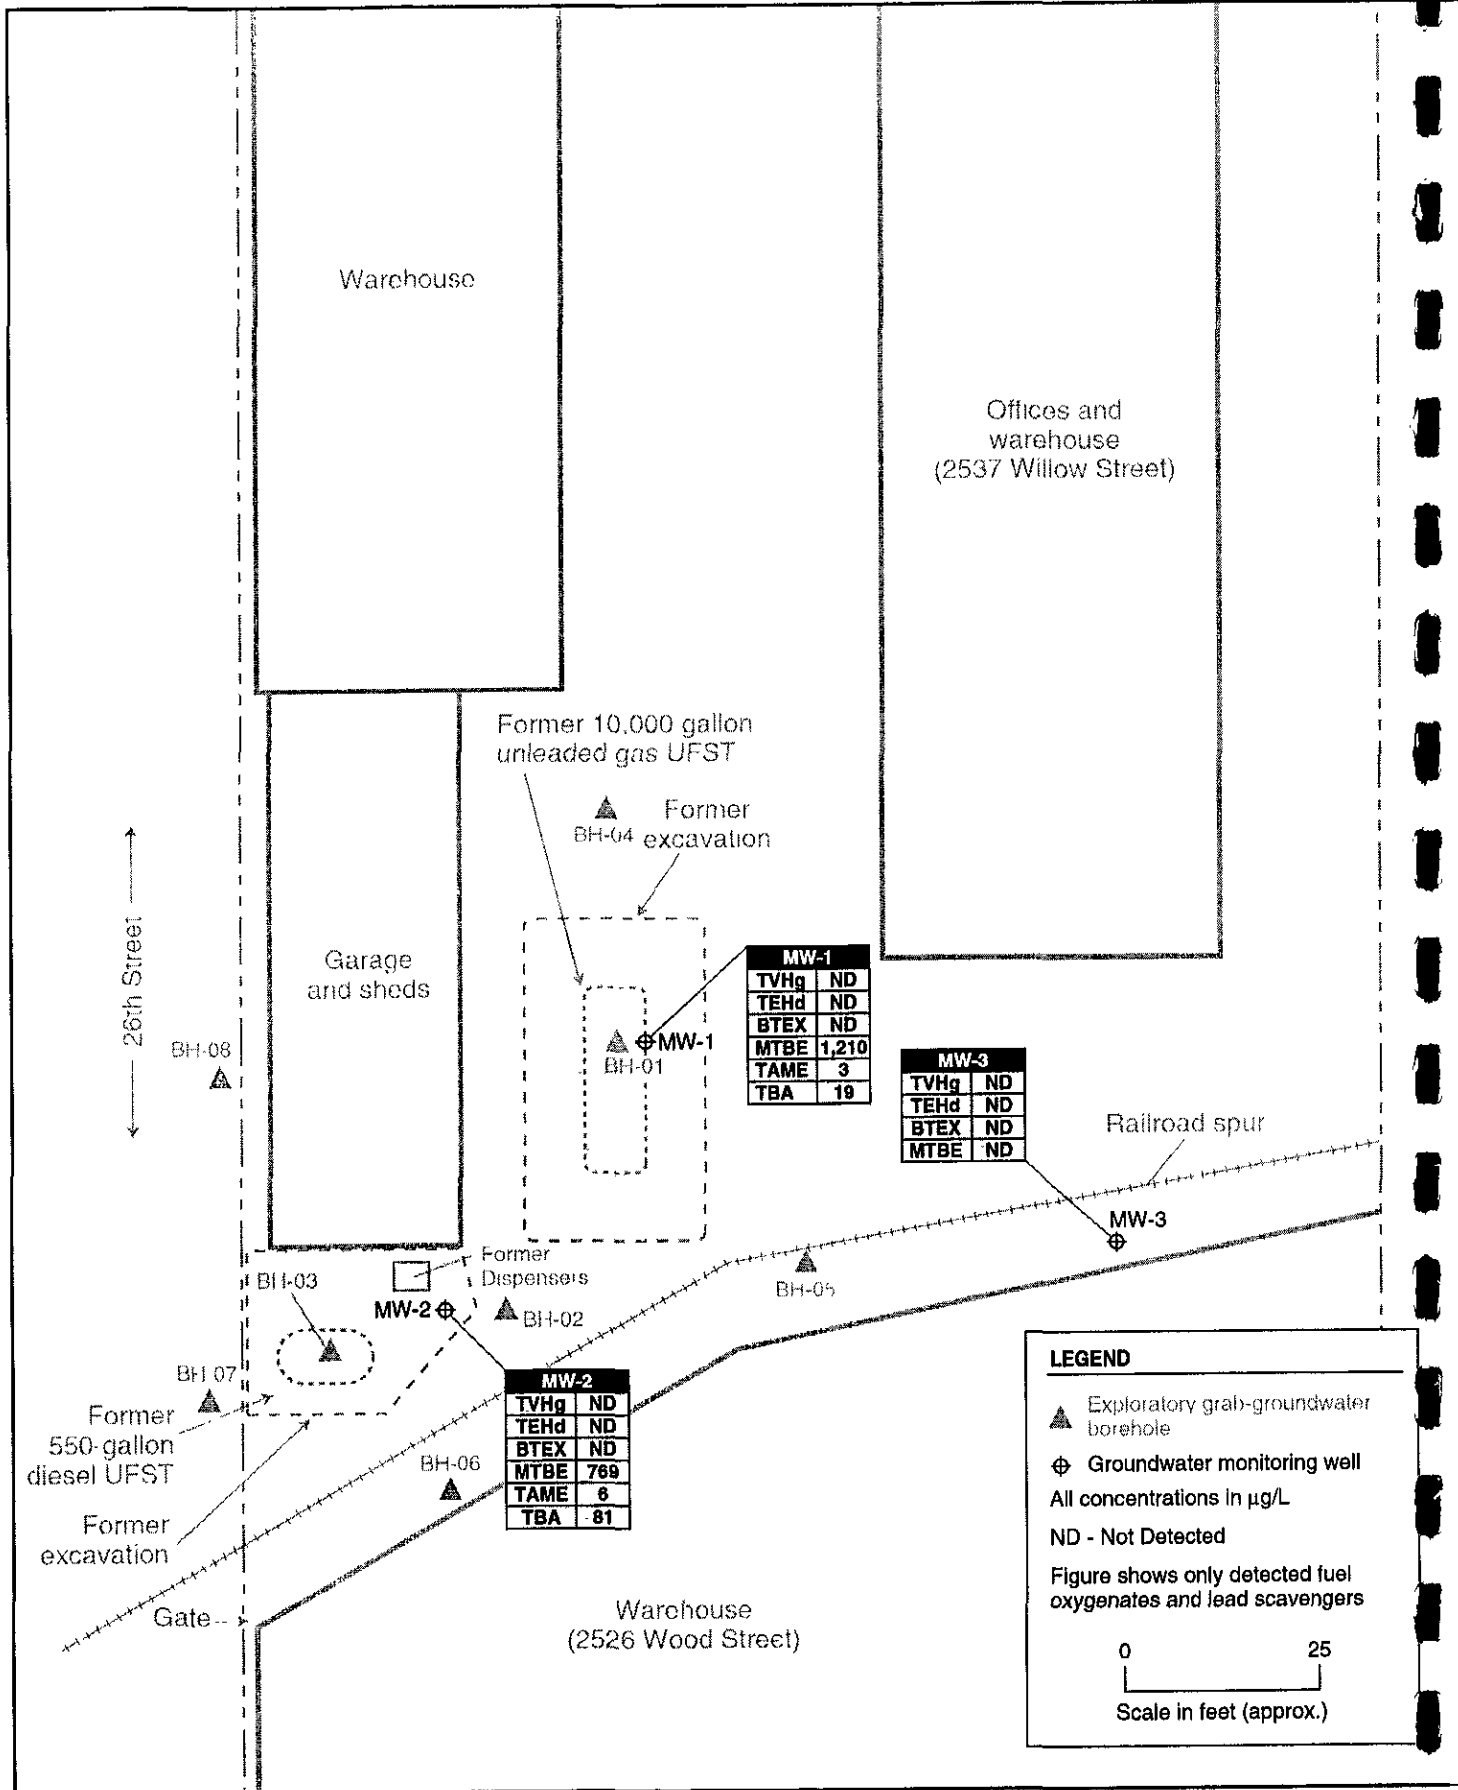 Warehouse
Offices and
warehouse
(2537 Willow Street)
Former 10,000 gallon
unleaded gas UFST
BH-04
Former
excavation
26th Street
Garage
and sheds
BH-08
BH-01
MW-1
MW-1
TVHg ND
TEHd ND
BTEX ND
MTBE 1,210
TAME 3
TBA 19
MW-3
TVHg ND
TEHd ND
BTEX ND
MTBE ND
Railroad spur
MW-3
BH-05
Former
Dispensers
BH-03
MW-2
BH-02
BH-07
Former
550-gallon
diesel UFST
Former
excavation
MW-2
TVHg ND
TEHd ND
BTEX ND
MTBE 769
TAME 6
TBA 81
BH-06
Gate
Warehouse
(2526 Wood Street)
LEGEND
Exploratory grab-groundwater
borehole
Groundwater monitoring well
All concentrations in µg/L
ND - Not Detected
Figure shows only detected fuel
oxygenates and lead scavengers
0 25
Scale in feet (approx.)